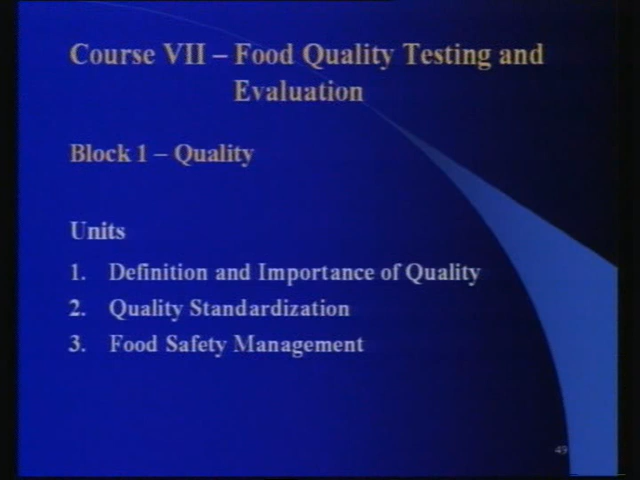 Course VII – Food Quality Testing and
Evaluation
Block 1 – Quality
Units
1. Definition and Importance of Quality
2. Quality Standardization
3. Food Safety Management
49